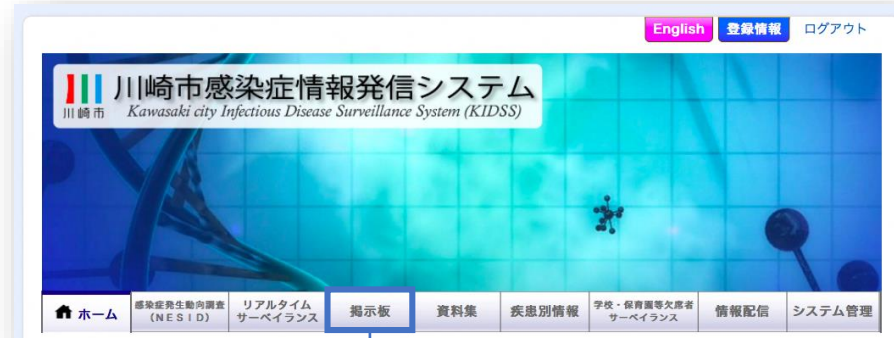 English 登録情報 ログアウト
川崎市感染症情報発信システム
川崎市 Kawasaki city Infectious Disease Surveillance System (KIDSS)
ホーム
感染症発生動向調査
(NESID)
リアルタイム
サーベイランス
掲示板
資料集
疾患別情報
学校・保育園等欠席者
サーベイランス
情報配信
システム管理